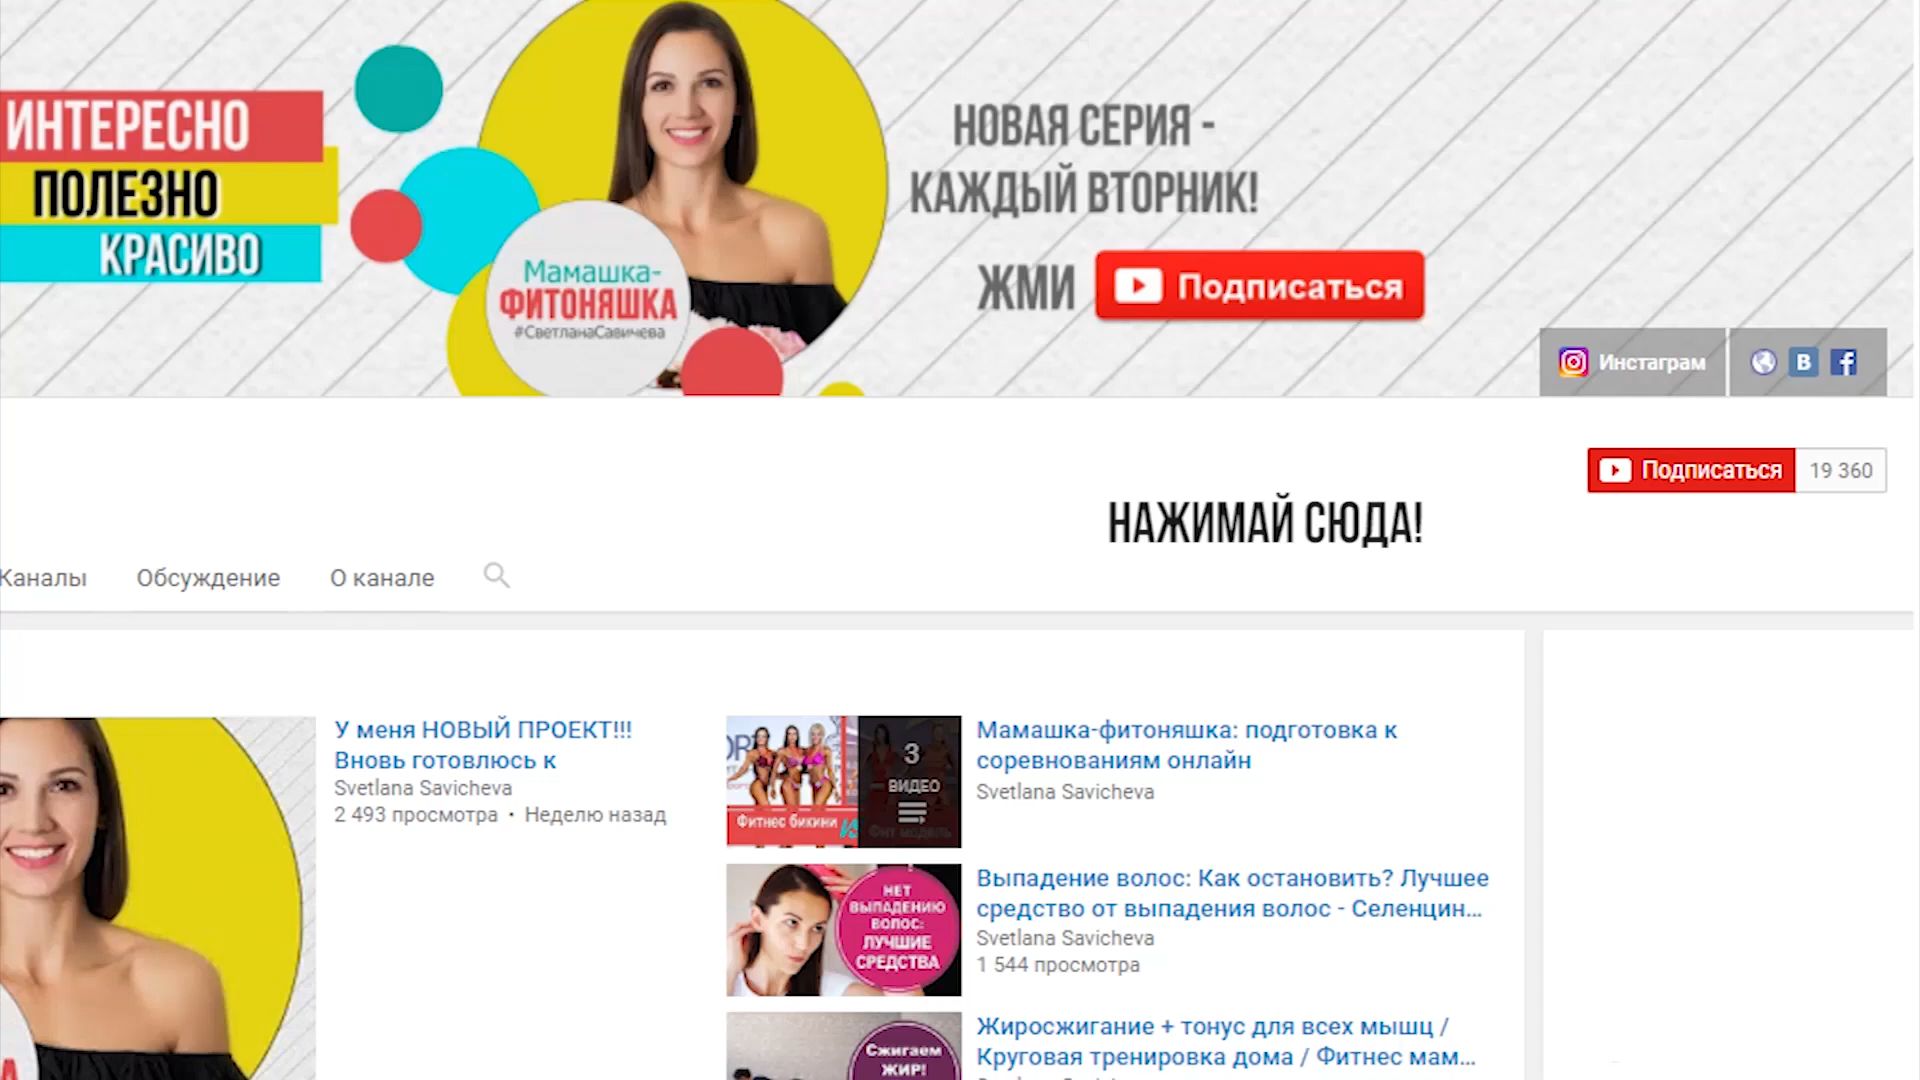 ИНТЕРЕСНО
ПОЛЕЗНО
КРАСИВО
Мамашка-
ФИТОНЯШКА
#СветланаСавичева
НОВАЯ СЕРИЯ -
КАЖДЫЙ ВТОРНИК!
ЖМИ Подписаться
Инстаграм
Подписаться 19 360
НАЖИМАЙ СЮДА!
Каналы Обсуждение О канале
У меня НОВЫЙ ПРОЕКТ!!!
Вновь готовлюсь к
Svetlana Savicheva
2 493 просмотра • Неделю назад
Фитнес бикини
3
ВИДЕО
Мамашка-фитоняшка: подготовка к
соревнованиям онлайн
Svetlana Savicheva
НЕТ
ВЫПАДЕНИЮ
ВОЛОС:
ЛУЧШИЕ
СРЕДСТВА
Выпадение волос: Как остановить? Лучшее
средство от выпадения волос - Селенцин...
Svetlana Savicheva
1 544 просмотра
Сжигаем
ЖИР!
Жиросжигание + тонус для всех мышц /
Круговая тренировка дома / Фитнес мам...